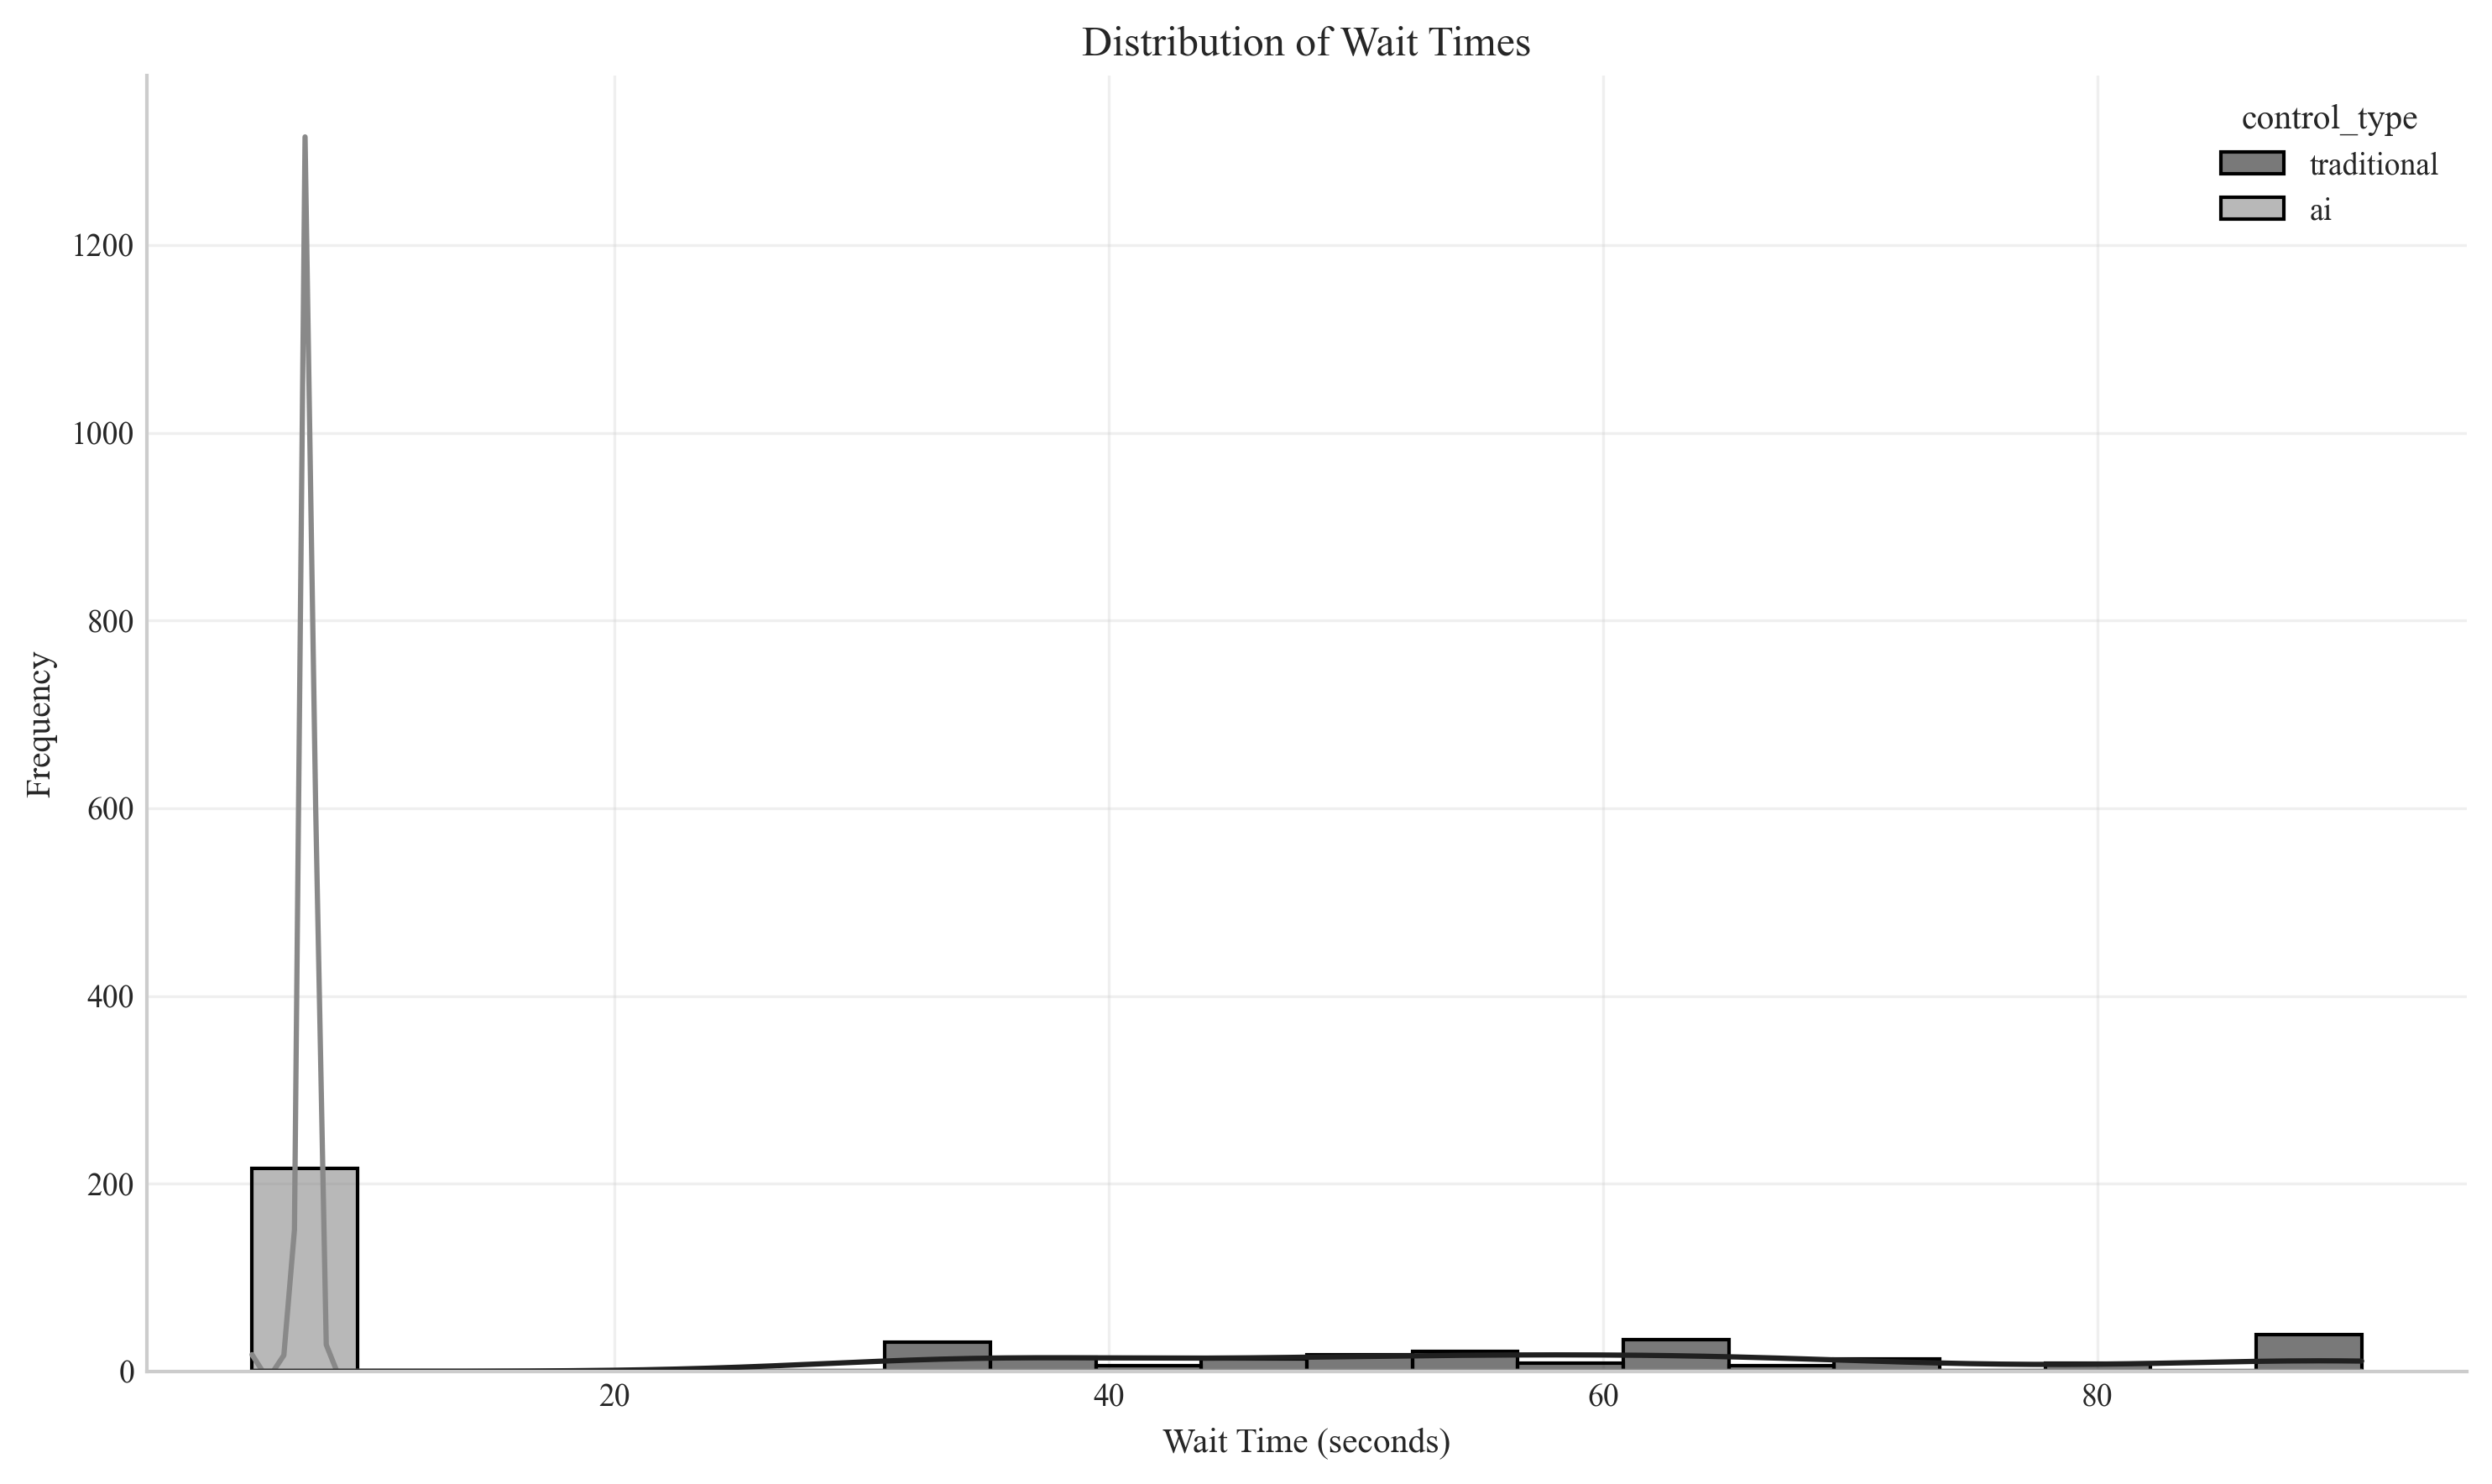 Distribution of Wait Times
control_type
traditional
ai
1200
1000
800
600
400
200
0
Frequency
20
40
60
80
Wait Time (seconds)